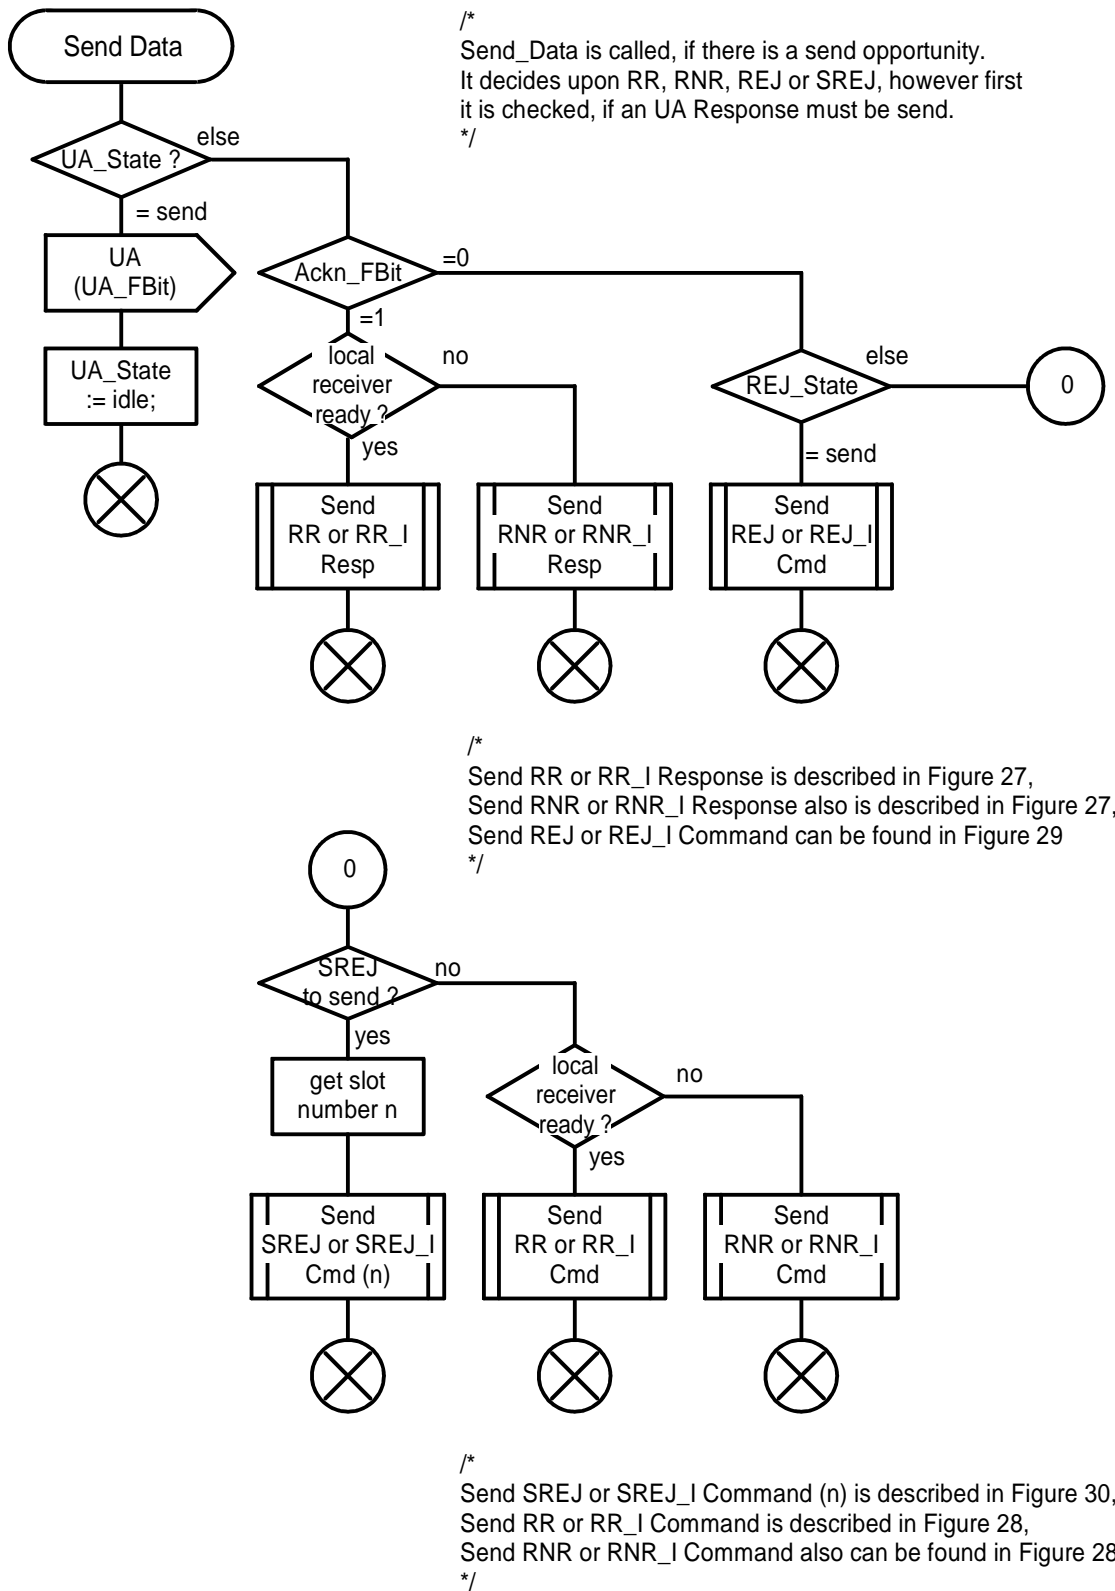 Send Data
/*
Send_Data is called, if there is a send opportunity.
It decides upon RR, RNR, REJ or SREJ, however first
it is checked, if an UA Response must be send.
*/
UA_State ?
else
= send
UA
(UA_FBit)
UA_State
:= idle;
Ackn_FBit
=0
=1
local
receiver
ready ?
no
yes
REJ_State
else
0
= send
Send
RR or RR_I
Resp
Send
RNR or RNR_I
Resp
Send
REJ or REJ_I
Cmd
/*
Send RR or RR_I Response is described in Figure 27,
Send RNR or RNR_I Response also is described in Figure 27,
Send REJ or REJ_I Command can be found in Figure 29
*/
0
SREJ
to send ?
no
yes
get slot
number n
local
receiver
ready ?
no
yes
Send
SREJ or SREJ_I
Cmd (n)
Send
RR or RR_I
Cmd
Send
RNR or RNR_I
Cmd
/*
Send SREJ or SREJ_I Command (n) is described in Figure 30,
Send RR or RR_I Command is described in Figure 28,
Send RNR or RNR_I Command also can be found in Figure 28
*/